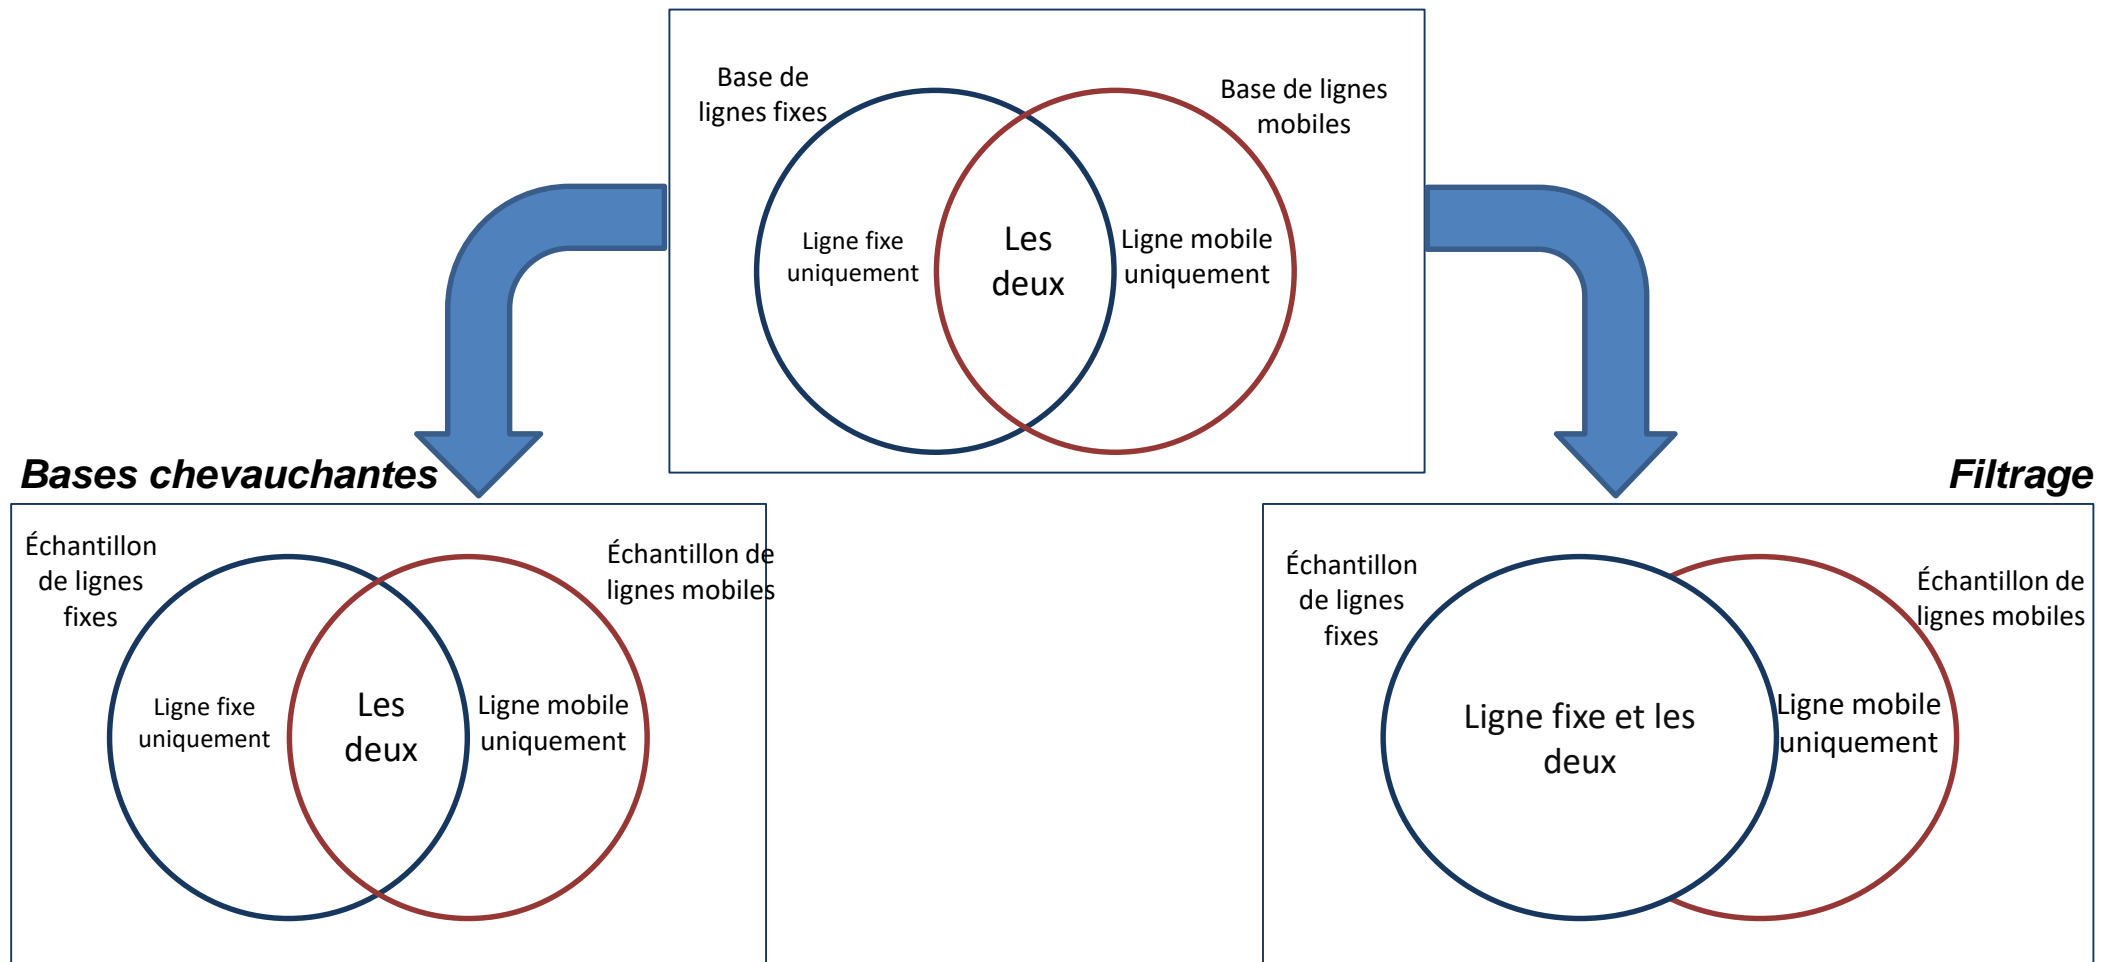 Base de
lignes fixes
Base de lignes
mobiles
Ligne fixe
uniquement
Les
deux
Ligne mobile
uniquement
Bases chevauchantes
Filtrage
Échantillon
de lignes
fixes
Échantillon de
lignes mobiles
Ligne fixe
uniquement
Les
deux
Ligne mobile
uniquement
Échantillon
de lignes
fixes
Échantillon de
lignes mobiles
Ligne fixe et les
deux
Ligne mobile
uniquement